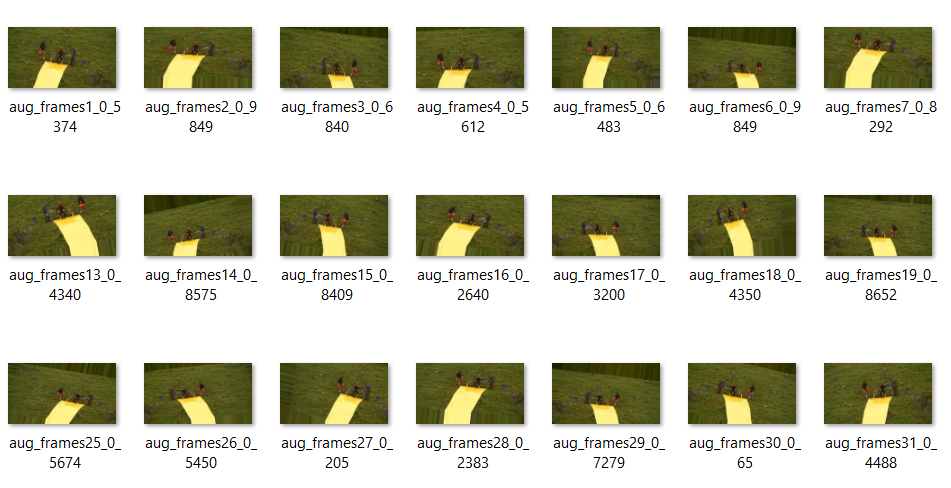 aug_frames1_0_5
374
aug_frames2_0_9
849
aug_frames3_0_6
840
aug_frames4_0_5
612
aug_frames5_0_6
483
aug_frames6_0_9
849
aug_frames7_0_8
292
aug_frames13_0_
4340
aug_frames14_0_
8575
aug_frames15_0_
8409
aug_frames16_0_
2640
aug_frames17_0_
3200
aug_frames18_0_
4350
aug_frames19_0_
8652
aug_frames25_0_
5674
aug_frames26_0_
5450
aug_frames27_0_
205
aug_frames28_0_
2383
aug_frames29_0_
7279
aug_frames30_0_
65
aug_frames31_0_
4488